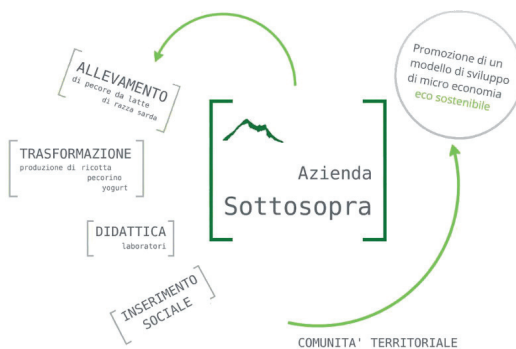 ALLEVAMENTO
di pecore da latte
di razza sarda
TRASFORMAZIONE
produzione di ricotta
pecorino
yogurt
DIDATTICA
laboratori
INSERIMENTO
SOCIALE
Azienda
Sottosopra
Promozione di un
modello di sviluppo
di micro economia
eco sostenibile
COMUNITA' TERRITORIALE